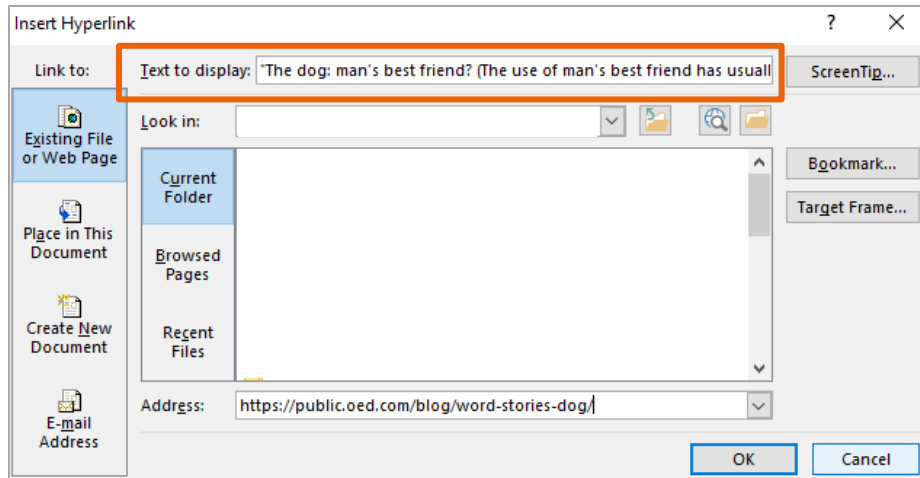 Insert Hyperlink ? ×
Link to: Text to display: "The dog: man's best friend? (The use of man's best friend has usuall ScreenTip...
Existing File
or Web Page
Look in:
Bookmark...
Current
Folder
Target Frame...
Place in This
Document
Browsed
Pages
Create New
Document
Recent
Files
E-mail
Address
Address: https://public.oed.com/blog/word-stories-dog/
OK Cancel